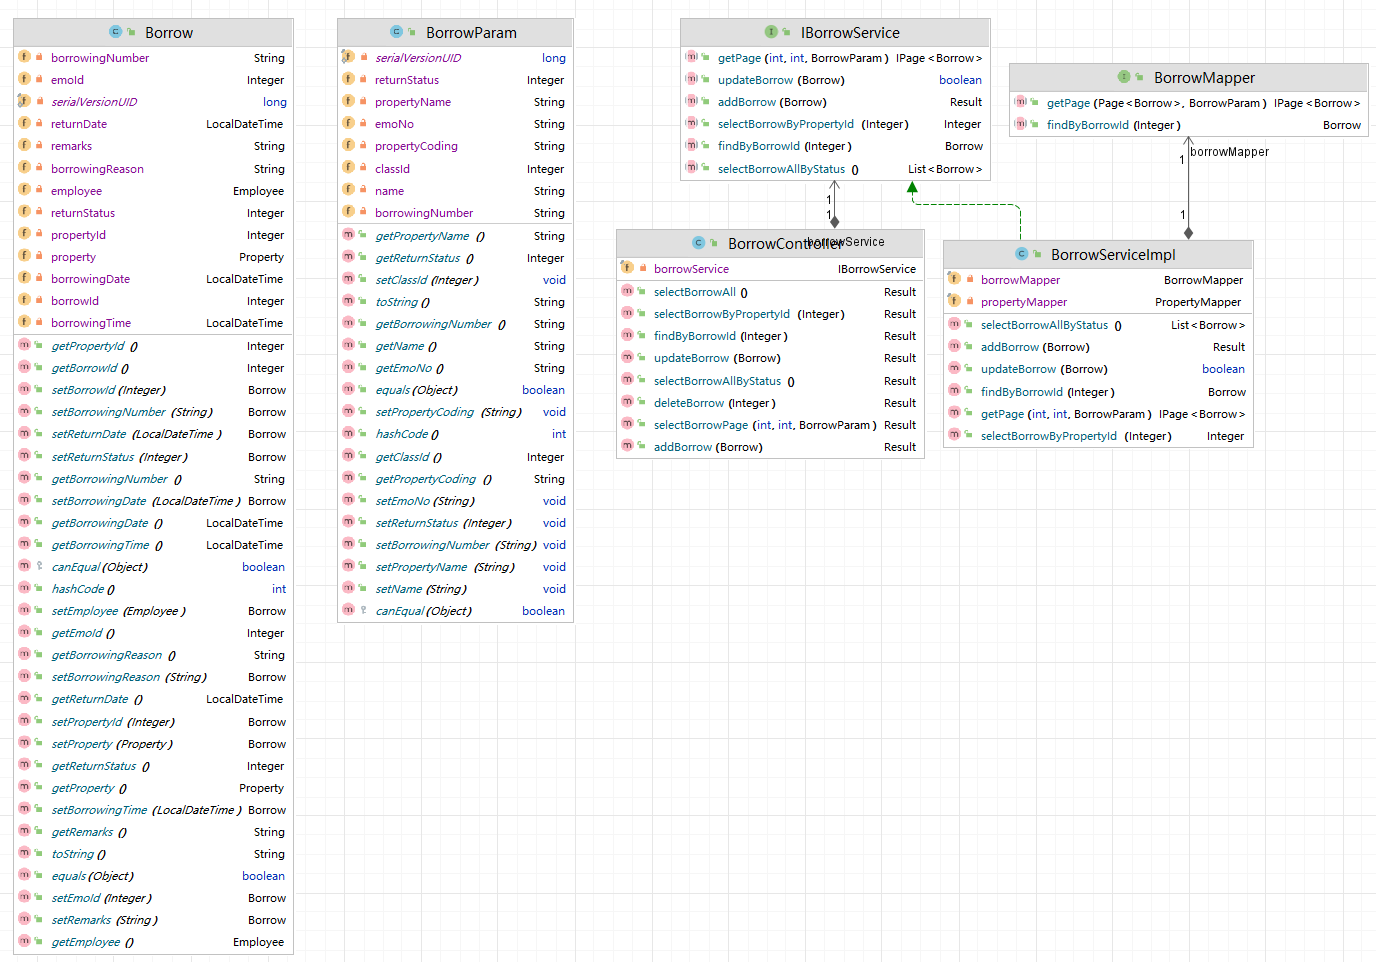 Borrow
borrowingNumber String
emoId Integer
serialVersionUID long
returnDate LocalDateTime
remarks String
borrowingReason String
employee Employee
returnStatus Integer
propertyId Integer
property Property
borrowingDate LocalDateTime
borrowId Integer
borrowingTime LocalDateTime
getPropertyId () Integer
getBorrowId () Integer
setBorrowId (Integer) Borrow
setBorrowingNumber (String) Borrow
setReturnDate (LocalDateTime) Borrow
setReturnStatus (Integer) Borrow
getBorrowingNumber () String
setBorrowingDate (LocalDateTime) Borrow
getBorrowingDate () LocalDateTime
getBorrowingTime () LocalDateTime
canEqual (Object) boolean
hashCode () int
setEmployee (Employee) Borrow
getEmoId () Integer
getBorrowingReason () String
setBorrowingReason (String) Borrow
getReturnDate () LocalDateTime
setPropertyId (Integer) Borrow
setProperty (Property) Borrow
getReturnStatus () Integer
getProperty () Property
setBorrowingTime (LocalDateTime) Borrow
getRemarks () String
toString () String
equals (Object) boolean
setEmoId (Integer) Borrow
setRemarks (String) Borrow
getEmployee () Employee
BorrowParam
serialVersionUID long
returnStatus Integer
propertyName String
emoNo String
propertyCoding String
classId Integer
name String
borrowingNumber String
getPropertyName () String
getReturnStatus () Integer
setClassId (Integer) void
toString () String
getBorrowingNumber () String
getName () String
getEmoNo () String
equals (Object) boolean
setPropertyCoding (String) void
hashCode () int
getClassId () Integer
getPropertyCoding () String
setEmoNo (String) void
setReturnStatus (Integer) void
setBorrowingNumber (String) void
setPropertyName (String) void
setName (String) void
canEqual (Object) boolean
IBorrowService
getPage (int, int, BorrowParam) IPage<Borrow>
updateBorrow (Borrow) boolean
addBorrow (Borrow) Result
selectBorrowByPropertyId (Integer) Integer
findByBorrowId (Integer) Borrow
selectBorrowAllByStatus () List<Borrow>
1
1
borrowService
BorrowController
borrowService IBorrowService
selectBorrowAll () Result
selectBorrowByPropertyId (Integer) Result
findByBorrowId (Integer) Result
updateBorrow (Borrow) Result
selectBorrowAllByStatus () Result
deleteBorrow (Integer) Result
selectBorrowPage (int, int, BorrowParam) Result
addBorrow (Borrow) Result
BorrowMapper
getPage (Page<Borrow>, BorrowParam) IPage<Borrow>
findByBorrowId (Integer) Borrow
borrowMapper
1
1
BorrowServiceImpl
borrowMapper BorrowMapper
propertyMapper PropertyMapper
selectBorrowAllByStatus () List<Borrow>
addBorrow (Borrow) Result
updateBorrow (Borrow) boolean
findByBorrowId (Integer) Borrow
getPage (int, int, BorrowParam) IPage<Borrow>
selectBorrowByPropertyId (Integer) Integer